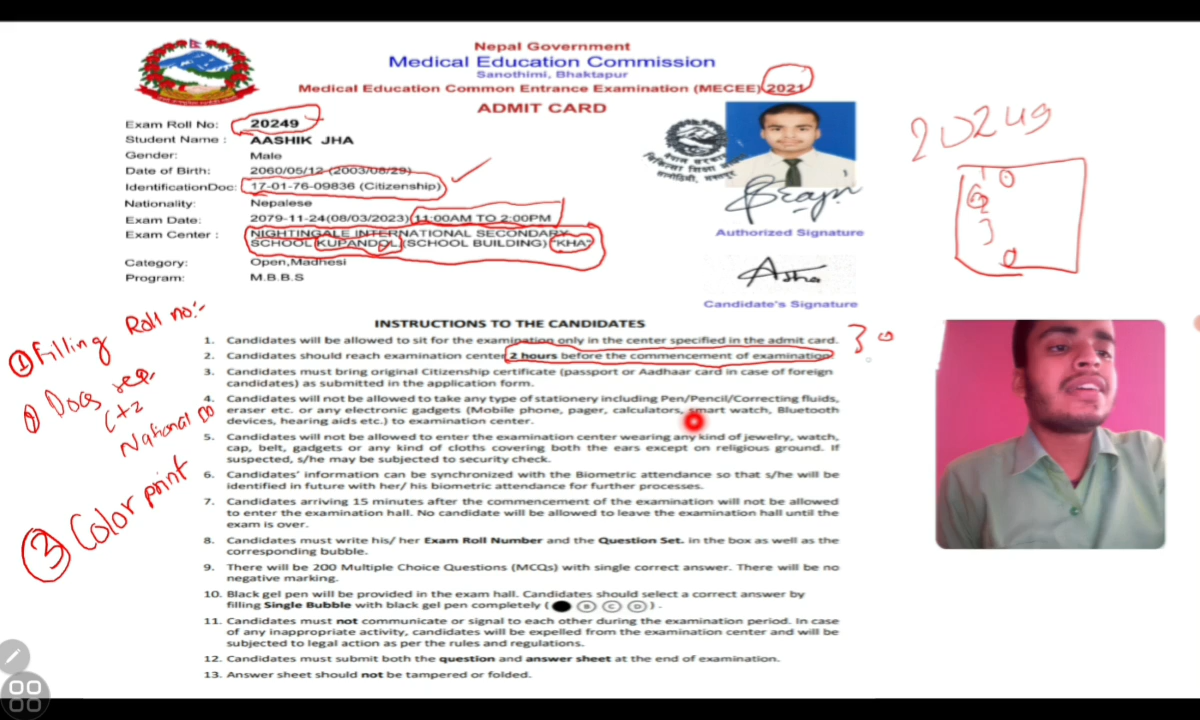 Nepal Government
Medical Education Commission
Sanothimi, Bhaktapur
Medical Education Common Entrance Examination (MECEE) 2021
ADMIT CARD
Exam Roll No: 20249
Student Name : AASHIK JHA
Gender: Male
Date of Birth: 2060/05/12 (2003/08/29)
IdentificationDoc: 17-01-76-09836 (Citizenship)
Nationality: Nepalese
Exam Date: 2079-11-24(08/03/2023) 11:00AM TO 2:00PM
Exam Center : NIGHTINGALE INTERNATIONAL SECONDARY
SCHOOL KUPANDOL (SCHOOL BUILDING) "KHA"
Category: Open,Madhesi
Program: M.B.B.S
Authorized Signature
Candidate's Signature
20249
2
3
INSTRUCTIONS TO THE CANDIDATES
1. Candidates will be allowed to sit for the examination only in the center specified in the admit card.
2. Candidates should reach examination center 2 hours before the commencement of examination
3. Candidates must bring original Citizenship certificate (passport or Aadhaar card in case of foreign
candidates) as submitted in the application form.
4. Candidates will not be allowed to take any type of stationery including Pen/Pencil/Correcting fluids,
eraser etc. or any electronic gadgets (Mobile phone, pager, calculators, smart watch, Bluetooth
devices, hearing aids etc.) to examination center.
5. Candidates will not be allowed to enter the examination center wearing any kind of jewelry, watch,
cap, belt, gadgets or any kind of cloths covering both the ears except on religious ground. If
suspected, s/he may be subjected to security check.
6. Candidates' information can be synchronized with the Biometric attendance so that s/he will be
identified in future with her/ his biometric attendance for further processes.
7. Candidates arriving 15 minutes after the commencement of the examination will not be allowed
to enter the examination hall. No candidate will be allowed to leave the examination hall until the
exam is over.
8. Candidates must write his/ her Exam Roll Number and the Question Set. in the box as well as the
corresponding bubble.
9. There will be 200 Multiple Choice Questions (MCQs) with single correct answer. There will be no
negative marking.
10. Black gel pen will be provided in the exam hall. Candidates should select a correct answer by
filling Single Bubble with black gel pen completely ( B C D ) .
11. Candidates must not communicate or signal to each other during the examination period. In case
of any inappropriate activity, candidates will be expelled from the examination center and will be
subjected to legal action as per the rules and regulations.
12. Candidates must submit both the question and answer sheet at the end of examination.
13. Answer sheet should not be tampered or folded.
30
① Filling Roll no:-
Docs req.
(+2
National ID
③ Color print